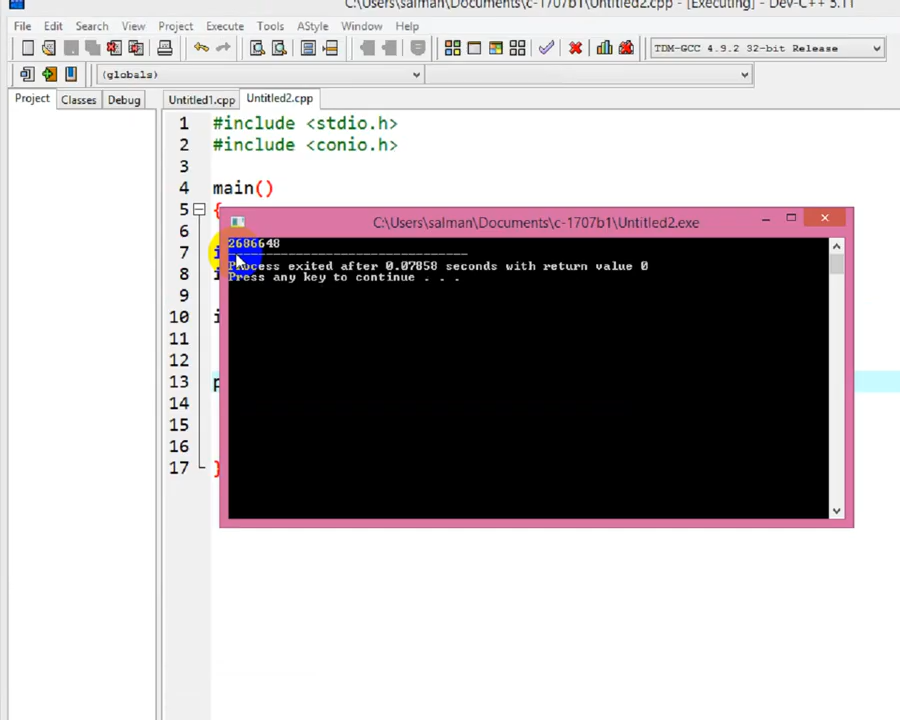 C:\Users\salman\Documents\c-1707b1\Untitled2.cpp - [Executing] - Dev-C++ 5.11
File Edit Search View Project Execute Tools AStyle Window Help
TDM-GCC 4.9.2 32-bit Release
(globals)
Project Classes Debug Untitled1.cpp Untitled2.cpp
1 #include <stdio.h>
2 #include <conio.h>
3
4 main()
5 {
6
7 i
8 i
9
10 i
11
12
13 p
14
15
16
17 }
C:\Users\salman\Documents\c-1707b1\Untitled2.exe
2686648
--------------------------------
Process exited after 0.07858 seconds with return value 0
Press any key to continue . . .